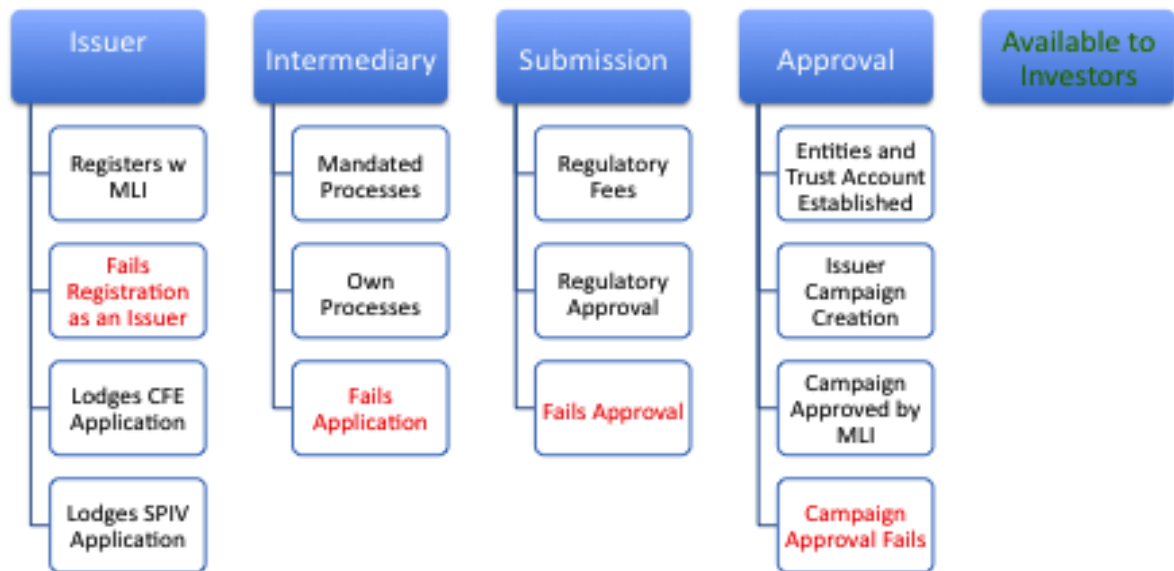 Issuer
Registers w
MLI
Fails
Registration
as an Issuer
Lodges CFE
Application
Lodges SPIV
Application
Intermediary
Mandated
Processes
Own
Processes
Fails
Application
Submission
Regulatory
Fees
Regulatory
Approval
Fails Approval
Approval
Entities and
Trust Account
Established
Issuer
Campaign
Creation
Campaign
Approved by
MLI
Campaign
Approval Fails
Available to
Investors